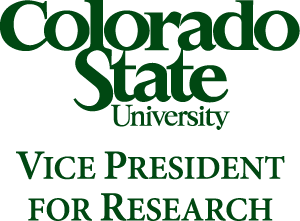 Colorado
State
University
VICE PRESIDENT
FOR RESEARCH